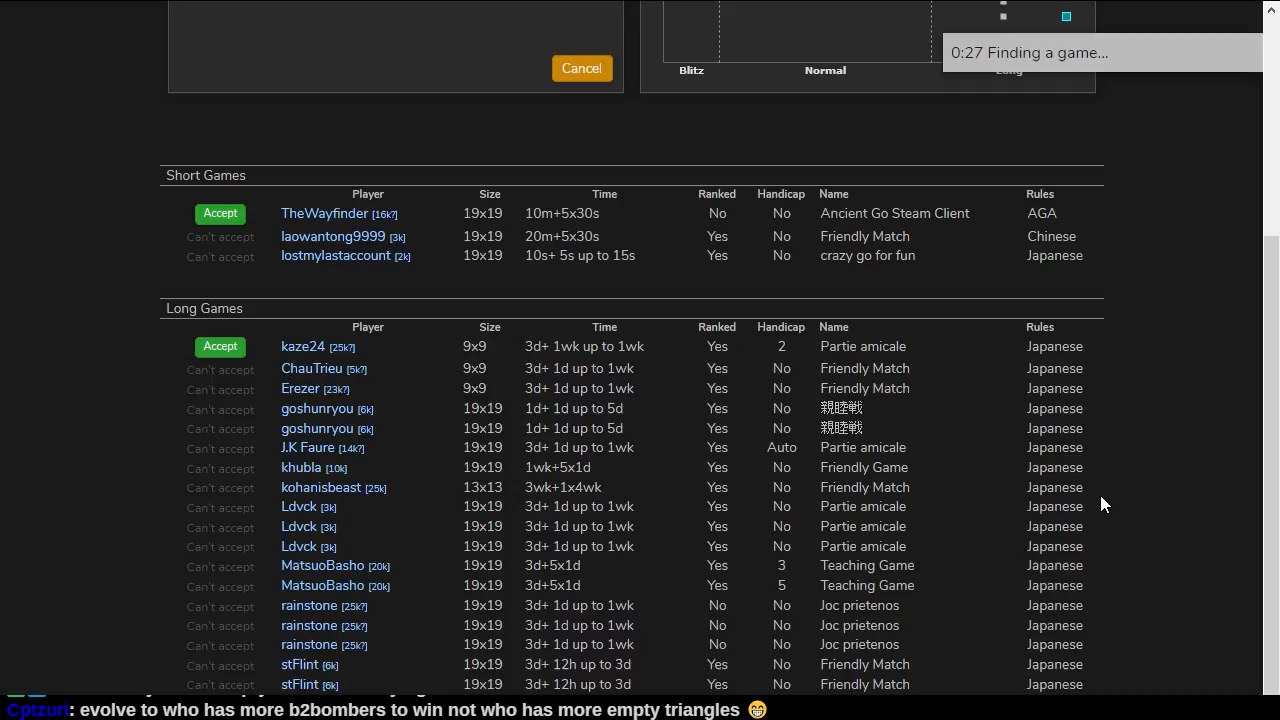 0:27 Finding a game...
Cancel
Blitz Normal
Short Games
Player Size Time Ranked Handicap Name Rules
Accept TheWayfinder [16k?] 19x19 10m+5x30s No No Ancient Go Steam Client AGA
Can't accept laowantong9999 [3k] 19x19 20m+5x30s Yes No Friendly Match Chinese
Can't accept lostmylastaccount [2k] 19x19 10s+ 5s up to 15s Yes No crazy go for fun Japanese
Long Games
Player Size Time Ranked Handicap Name Rules
Accept kaze24 [25k?] 9x9 3d+ 1wk up to 1wk Yes 2 Partie amicale Japanese
Can't accept ChauTrieu [5k?] 9x9 3d+ 1d up to 1wk Yes No Friendly Match Japanese
Can't accept Erezer [23k?] 9x9 3d+ 1d up to 1wk Yes No Friendly Match Japanese
Can't accept goshunryou [6k] 19x19 1d+ 1d up to 5d Yes No 親睦戦 Japanese
Can't accept goshunryou [6k] 19x19 1d+ 1d up to 5d Yes No 親睦戦 Japanese
Can't accept J.K Faure [14k?] 19x19 3d+ 1d up to 1wk Yes Auto Partie amicale Japanese
Can't accept khubla [10k] 19x19 1wk+5x1d Yes No Friendly Game Japanese
Can't accept kohanisbeast [25k] 13x13 3wk+1x4wk Yes No Friendly Match Japanese
Can't accept Ldvck [3k] 19x19 3d+ 1d up to 1wk Yes No Partie amicale Japanese
Can't accept Ldvck [3k] 19x19 3d+ 1d up to 1wk Yes No Partie amicale Japanese
Can't accept Ldvck [3k] 19x19 3d+ 1d up to 1wk Yes No Partie amicale Japanese
Can't accept MatsuoBasho [20k] 19x19 3d+5x1d Yes 3 Teaching Game Japanese
Can't accept MatsuoBasho [20k] 19x19 3d+5x1d Yes 5 Teaching Game Japanese
Can't accept rainstone [25k?] 19x19 3d+ 1d up to 1wk No No Joc prietenos Japanese
Can't accept rainstone [25k?] 19x19 3d+ 1d up to 1wk No No Joc prietenos Japanese
Can't accept rainstone [25k?] 19x19 3d+ 1d up to 1wk No No Joc prietenos Japanese
Can't accept stFlint [6k] 19x19 3d+ 12h up to 3d Yes No Friendly Match Japanese
Can't accept stFlint [6k] 19x19 3d+ 12h up to 3d Yes No Friendly Match Japanese
Cptzuri: evolve to who has more b2bombers to win not who has more empty triangles 😁